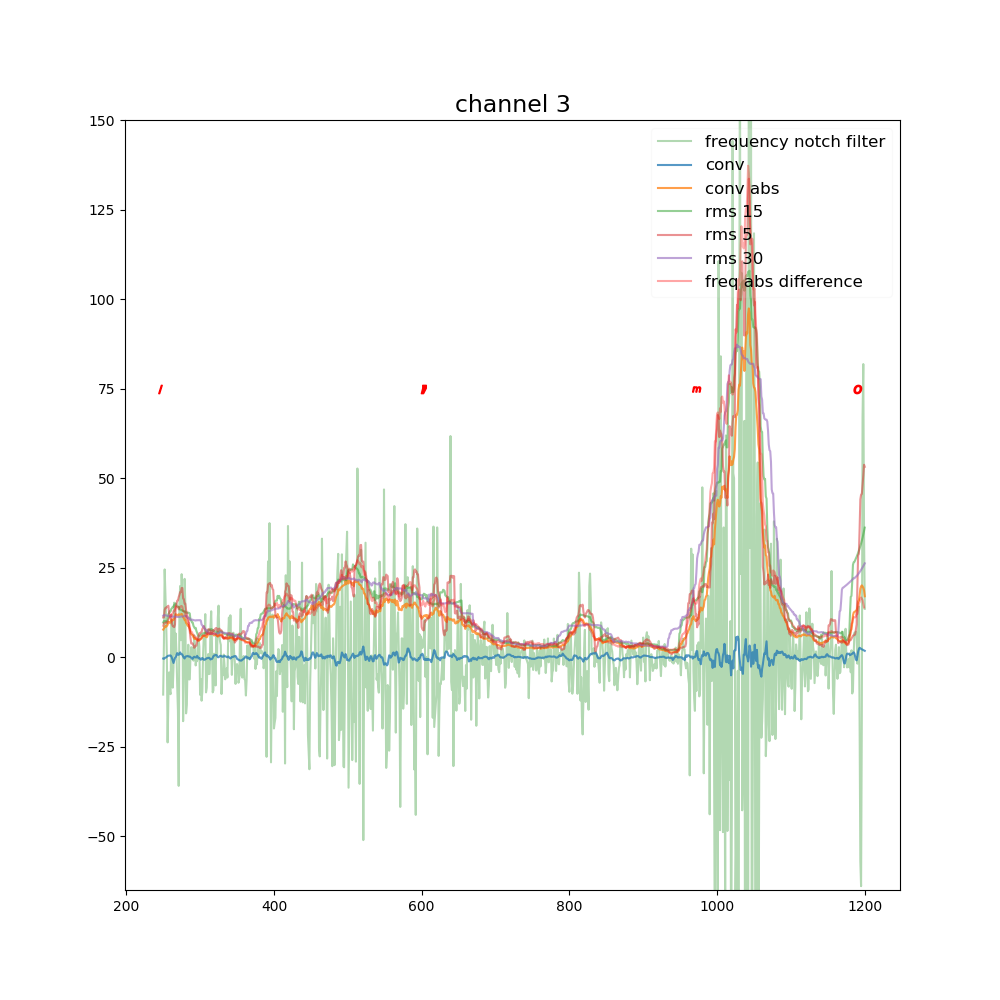 channel 3
150
125
100
75
50
25
0
−25
−50
frequency notch filter
conv
conv abs
rms 15
rms 5
rms 30
freq abs difference
I , m o
200 400 600 800 1000 1200